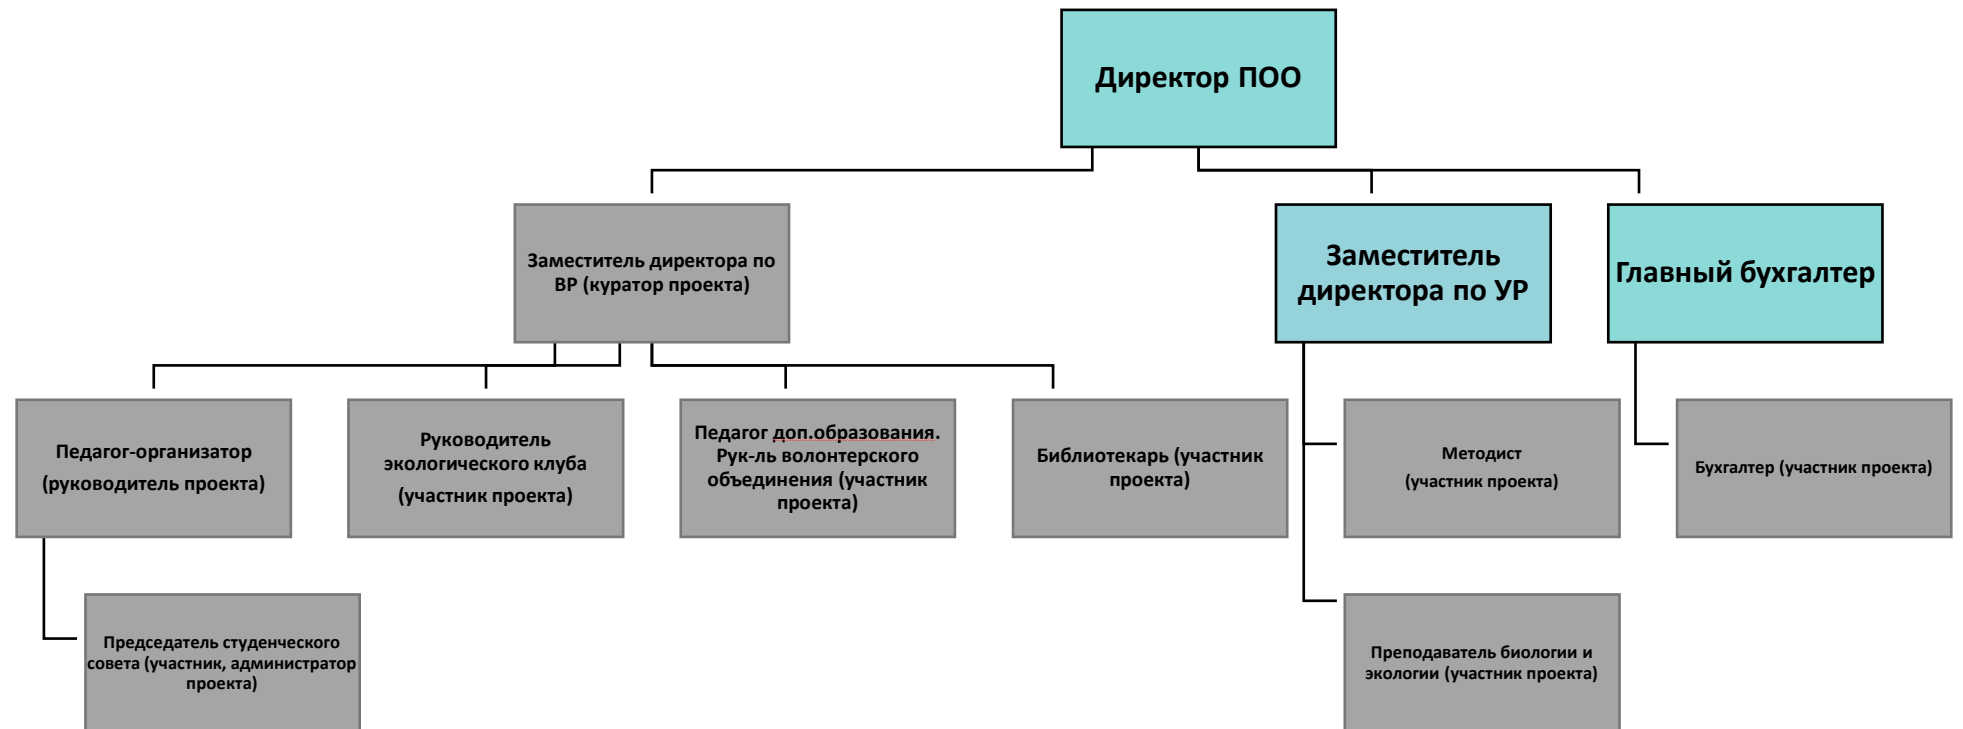 Директор ПОО
Заместитель директора по
ВР (куратор проекта)
Заместитель
директора по УР
Главный бухгалтер
Педагог-организатор
(руководитель проекта)
Руководитель
экологического клуба
(участник проекта)
Педагог доп.образования.
Рук-ль волонтерского
объединения (участник
проекта)
Библиотекарь (участник
проекта)
Методист
(участник проекта)
Бухгалтер (участник проекта)
Председатель студенческого
совета (участник, администратор
проекта)
Преподаватель биологии и
экологии (участник проекта)